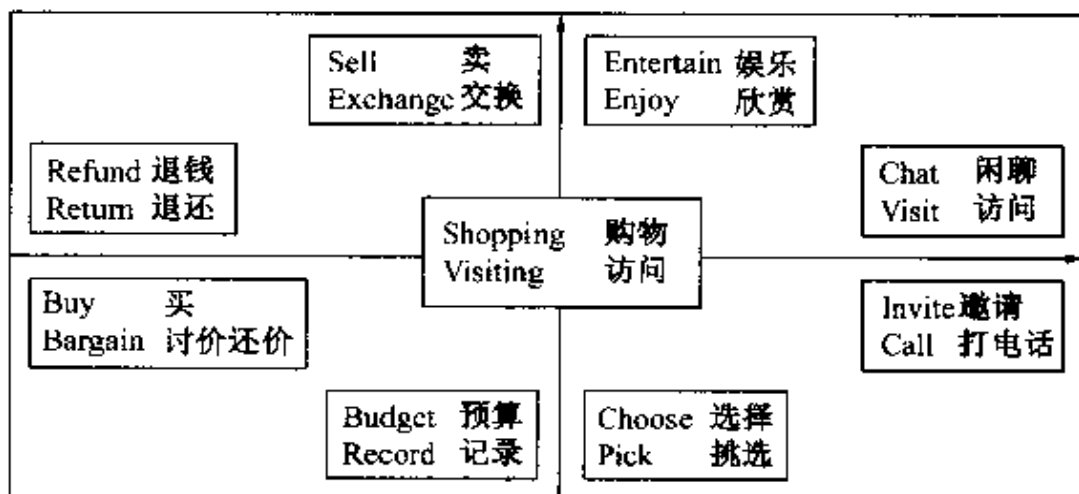 Sell 卖
Exchange 交换
Entertain 娱乐
Enjoy 欣赏
Refund 退钱
Return 退还
Chat 闲聊
Visit 访问
Shopping 购物
Visiting 访问
Buy 买
Bargain 讨价还价
Invite 邀请
Call 打电话
Budget 预算
Record 记录
Choose 选择
Pick 挑选